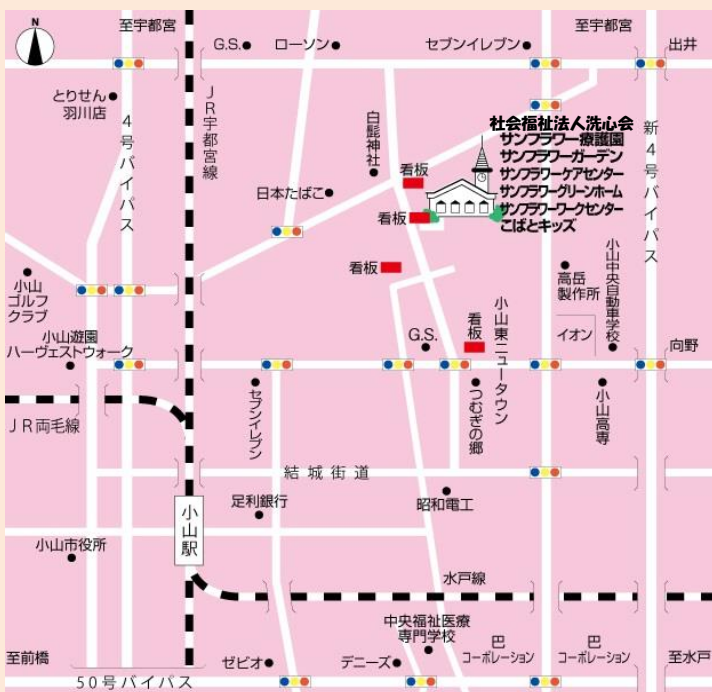 N
至宇都宮
G.S.
ローソン
セブンイレブン
至宇都宮
出井
とりせん
羽川店
4号バイパス
JR宇都宮線
白髭神社
社会福祉法人洗心会
サンフラワー療護園
サンフラワーガーデン
サンフラワーケアセンター
サンフラワーグリーンホーム
サンフラワーワークセンター
こばとキッズ
新4号バイパス
看板
日本たばこ
看板
看板
小山
ゴルフ
クラブ
高岳
製作所
小山中央自動車学校
小山遊園
ハーヴェストウォーク
G.S.
看板
小山東ニュータウン
イオン
向野
JR両毛線
セブンイレブン
つむぎの郷
小山高専
結城街道
足利銀行
昭和電工
小山駅
小山市役所
水戸線
中央福祉医療
専門学校
巴
コーポレーション
巴
コーポレーション
至前橋
50号バイパス
ゼビオ
デニーズ
至水戸